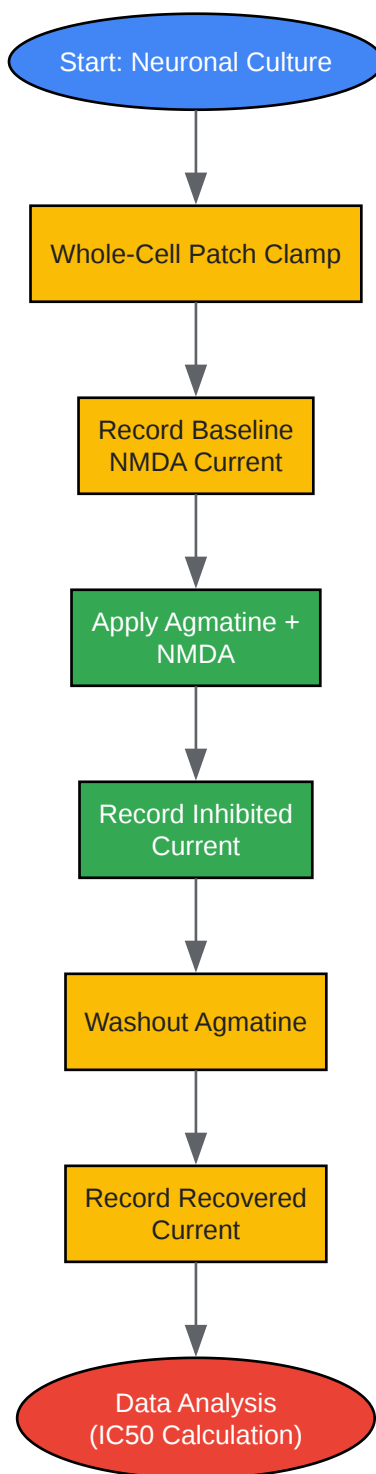 Start: Neuronal Culture
Whole-Cell Patch Clamp
Record Baseline
NMDA Current
Apply Agmatine +
NMDA
Record Inhibited
Current
Washout Agmatine
Record Recovered
Current
Data Analysis
(IC50 Calculation)